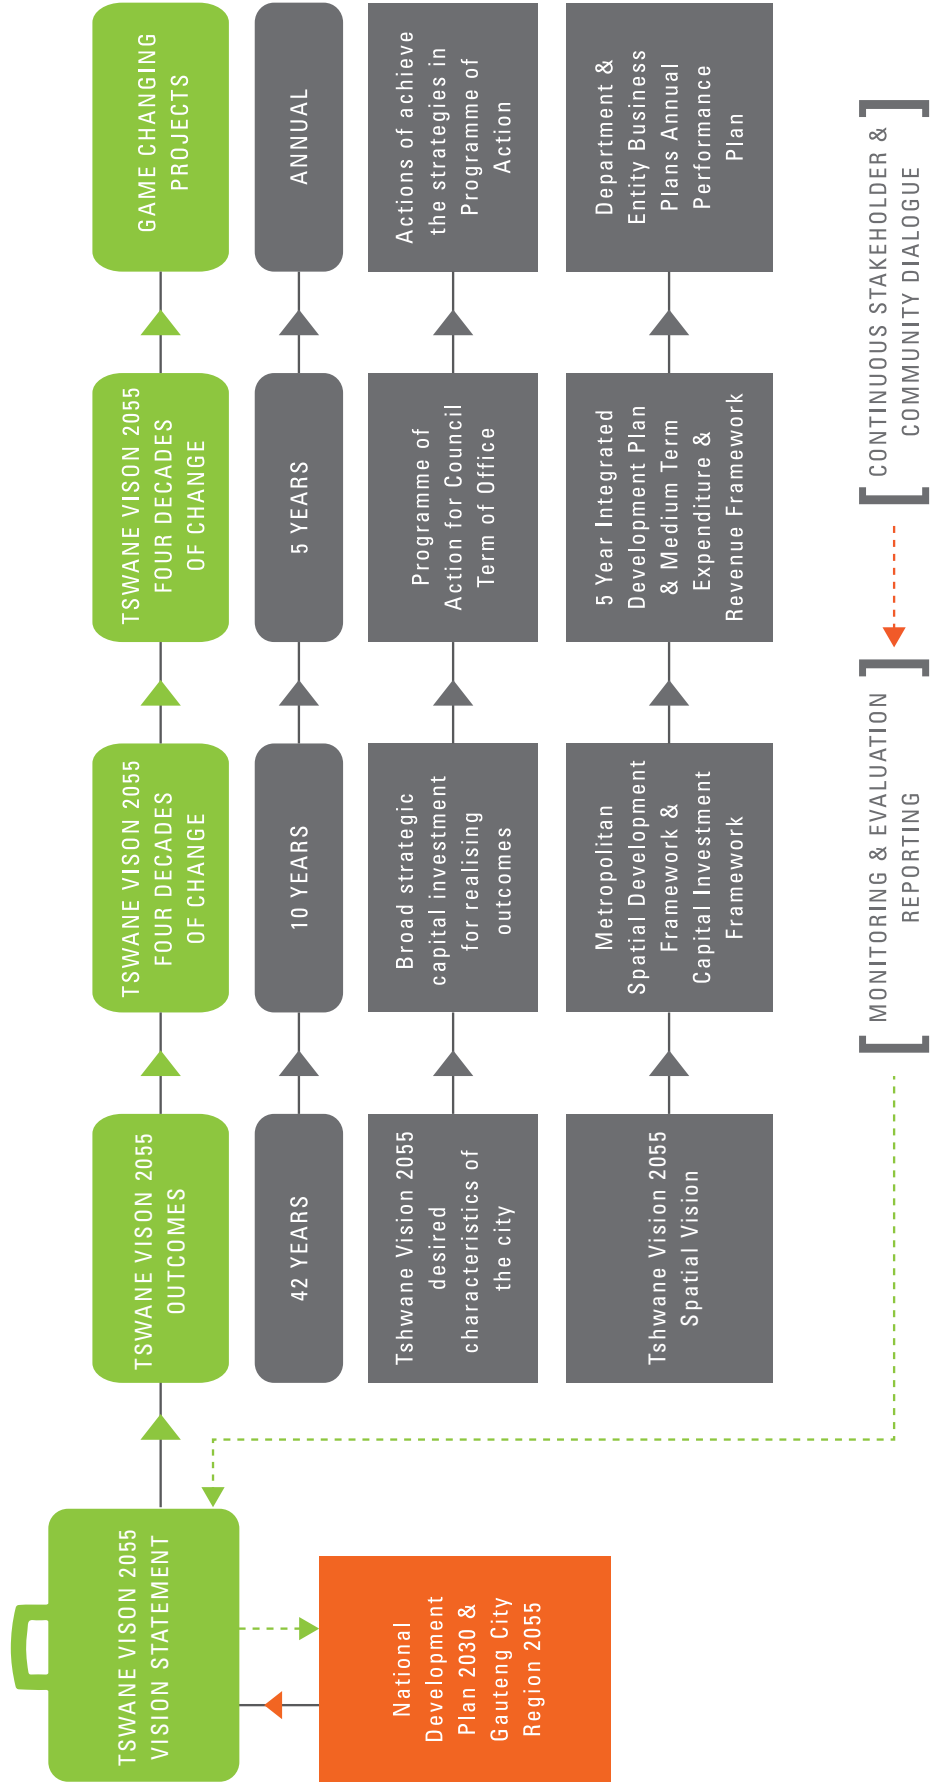 TSWANE VISON 2055
VISION STATEMENT
TSWANE VISON 2055
OUTCOMES
TSWANE VISON 2055
FOUR DECADES
OF CHANGE
TSWANE VISON 2055
FOUR DECADES
OF CHANGE
GAME CHANGING
PROJECTS
42 YEARS
10 YEARS
5 YEARS
ANNUAL
National
Development
Plan 2030 &
Gauteng City
Region 2055
Tshwane Vision 2055
desired
characteristics of
the city
Broad strategic
capital investment
for realising
outcomes
Programme of
Action for Council
Term of Office
Actions of achieve
the strategies in
Programme of
Action
Tshwane Vision 2055
Spatial Vision
Metropolitan
Spatial Development
Framework &
Capital Investment
Framework
5 Year Integrated
Development Plan
& Medium Term
Expenditure &
Revenue Framework
Department &
Entity Business
Plans Annual
Performance
Plan
MONITORING & EVALUATION
REPORTING
CONTINUOUS STAKEHOLDER &
COMMUNITY DIALOGUE